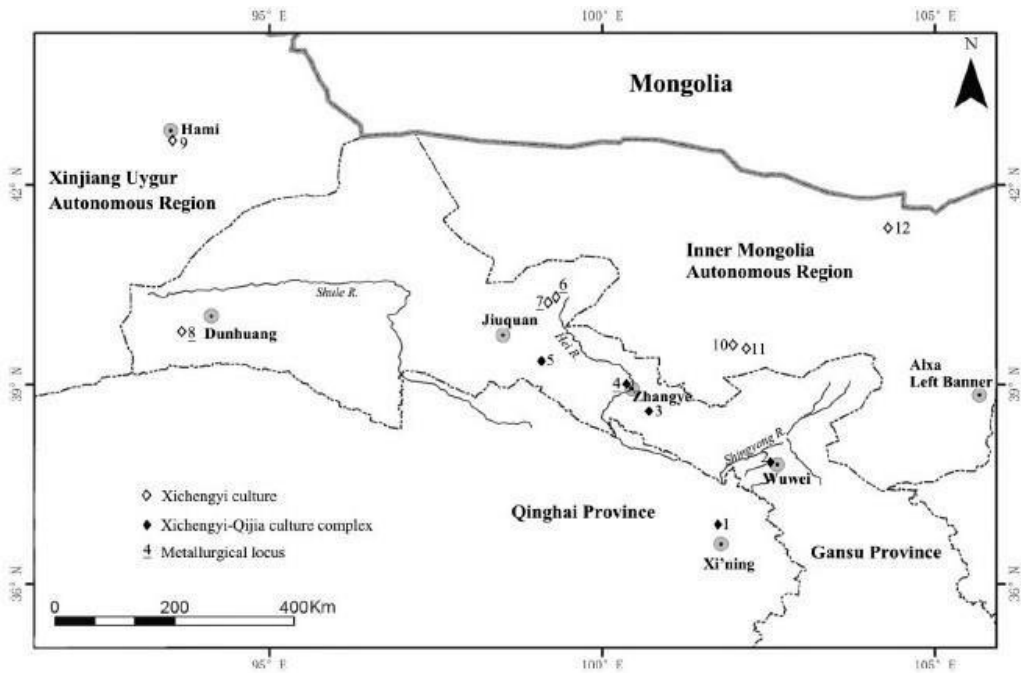 95° E
100° E
105° E
N
Mongolia
Hami
9
Xinjiang Uygur
Autonomous Region
42° N
42° N
12
Inner Mongolia
Autonomous Region
Shule R.
6
7
Jiuquan
8
Dunhuang
Hei R.
10
11
5
Alxa
Left Banner
39° N
39° N
4
Zhangye
3
Shingyang R.
2
Wuwei
Xichengyi culture
Xichengyi-Qijia culture complex
4 Metallurgical locus
Qinghai Province
1
Xi'ning
Gansu Province
36° N
36° N
0
200
400Km
95° E
100° E
105° E